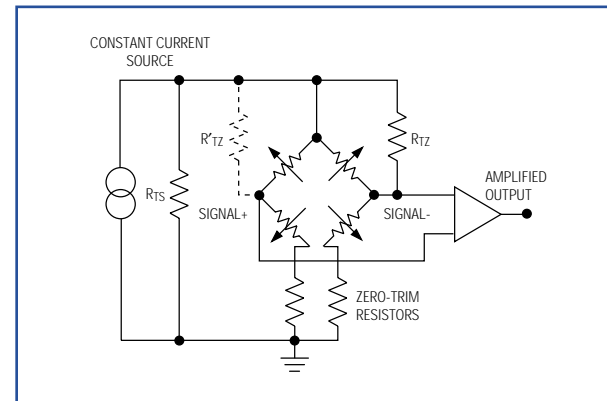 CONSTANT CURRENT
SOURCE
R'TZ
RTZ
RTS
AMPLIFIED
OUTPUT
SIGNAL+
SIGNAL-
ZERO-TRIM
RESISTORS